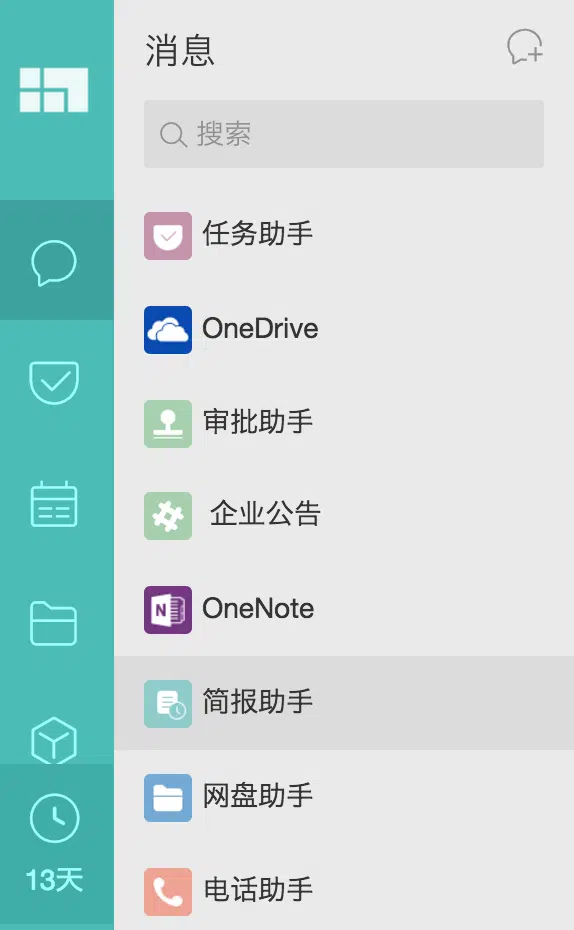 消息
搜索
任务助手
OneDrive
审批助手
企业公告
N
OneNote
简报助手
网盘助手
电话助手
13天